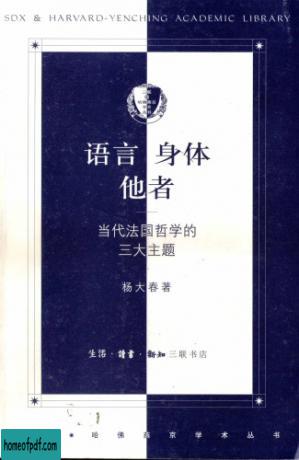 SDX & HARVARD-YENCHING ACADEMIC LIBRARY
语言 身体
他者
当代法国哲学的
三大主题
杨大春著
生活·讀書·新知三联书店
哈佛燕京学术丛书
homeofpdf.com